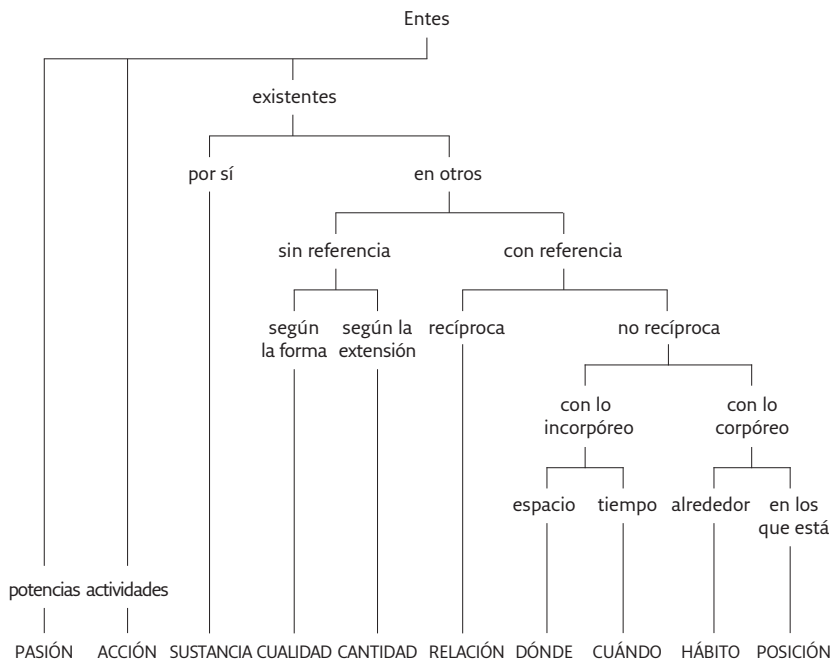 Entes
existentes
por sí en otros
sin referencia con referencia
según según la recíproca no recíproca
la forma extensión
con lo con lo
incorpóreo corpóreo
espacio tiempo alrededor en los
que está
potencias actividades
PASIÓN ACCIÓN SUSTANCIA CUALIDAD CANTIDAD RELACIÓN DÓNDE CUÁNDO HÁBITO POSICIÓN